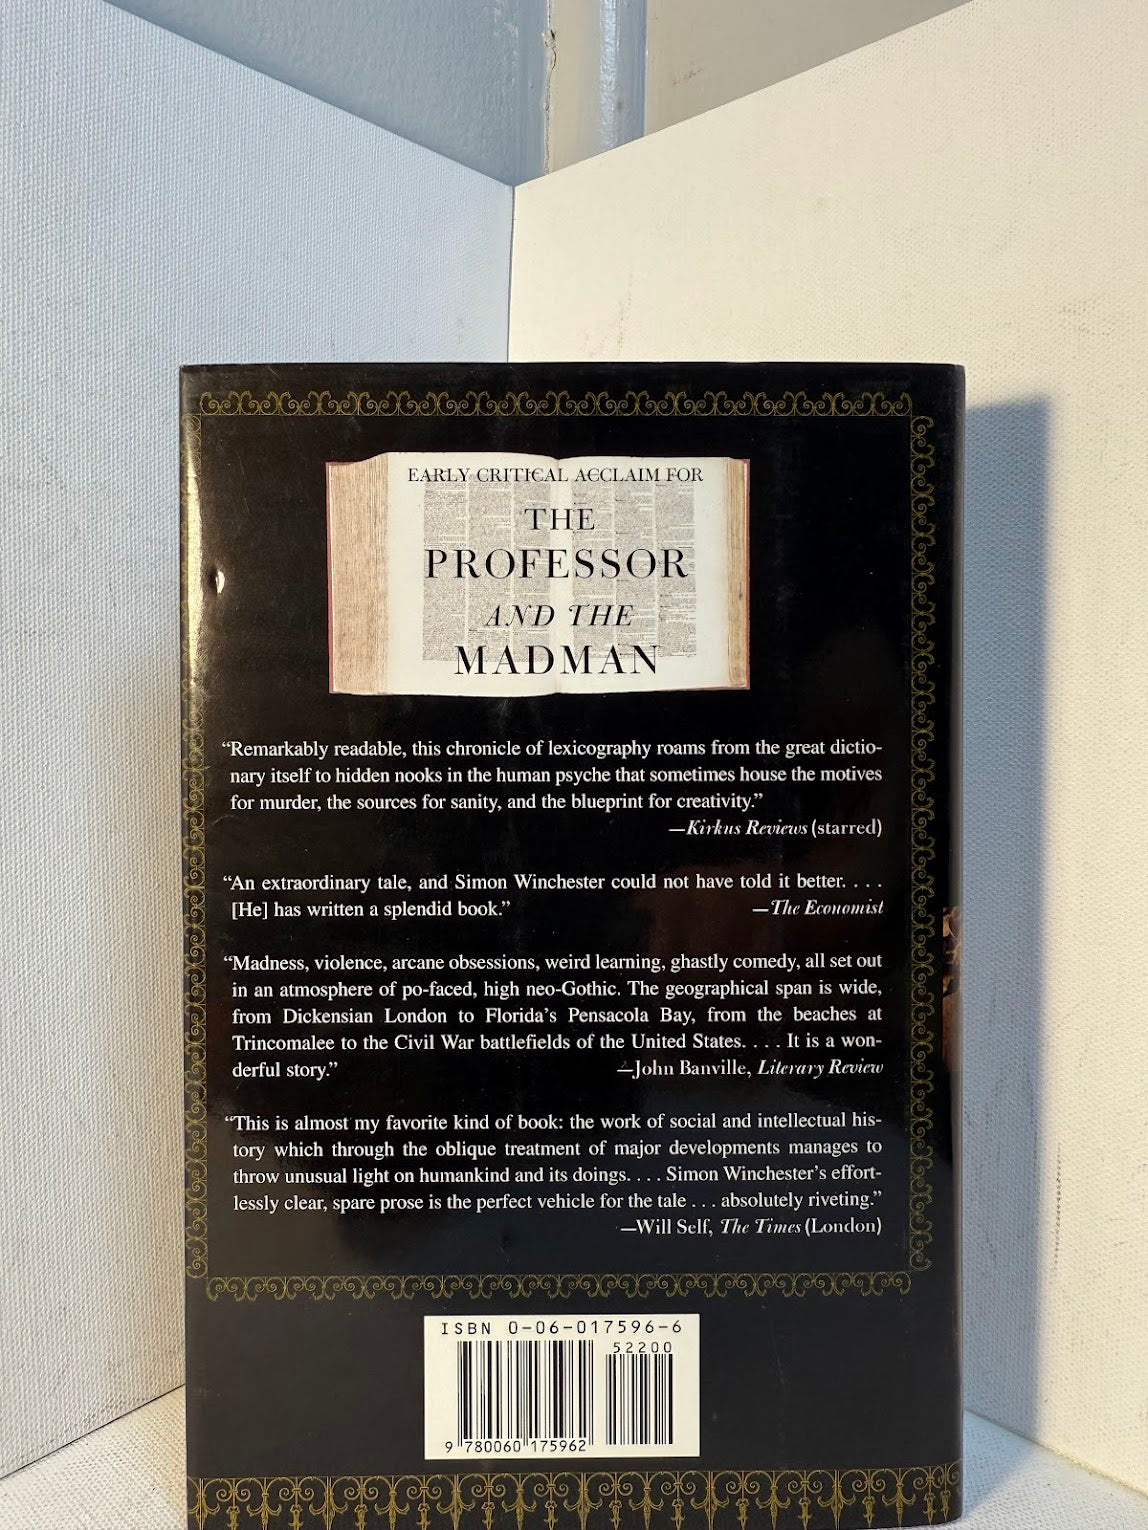 EARLY CRITICAL ACCLAIM FOR
THE
PROFESSOR
AND THE
MADMAN
“Remarkably readable, this chronicle of lexicography roams from the great dictio-
nary itself to hidden nooks in the human psyche that sometimes house the motives
for murder, the sources for sanity, and the blueprint for creativity.”
—Kirkus Reviews (starred)
“An extraordinary tale, and Simon Winchester could not have told it better. . . .
[He] has written a splendid book.” —The Economist
“Madness, violence, arcane obsessions, weird learning, ghastly comedy, all set out
in an atmosphere of po-faced, high neo-Gothic. The geographical span is wide,
from Dickensian London to Florida’s Pensacola Bay, from the beaches at
Trincomalee to the Civil War battlefields of the United States. . . . It is a won-
derful story.” —John Banville, Literary Review
“This is almost my favorite kind of book: the work of social and intellectual his-
tory which through the oblique treatment of major developments manages to
throw unusual light on humankind and its doings. . . . Simon Winchester’s effort-
lessly clear, spare prose is the perfect vehicle for the tale . . . absolutely riveting.”
—Will Self, The Times (London)
ISBN 0-06-017596-6
52200
9 780060 175962